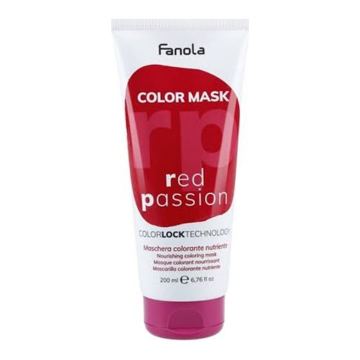 Fanola
COLOR MASK
rp
red
passion
COLORLOCKTECHNOLOGY
Maschera colorante nutriente
Nourishing coloring mask
Masque colorant nourrissant
Mascarilla colorante nutriente
200 ml ℮ 6,76 fl oz